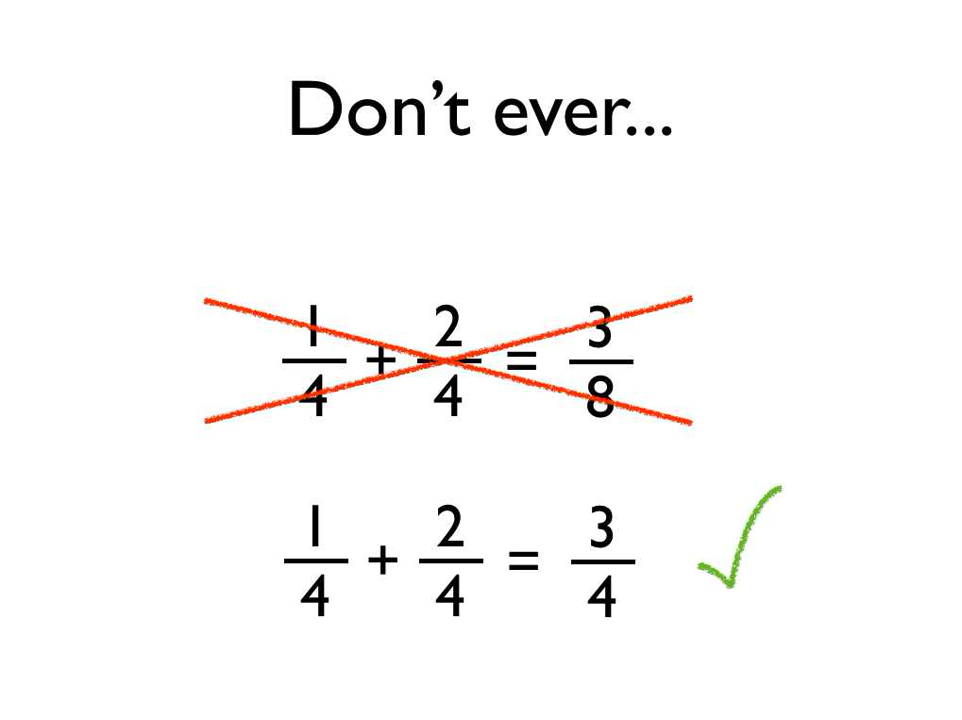 Don’t ever...
1/4 + 2/4 = 3/8
1/4 + 2/4 = 3/4